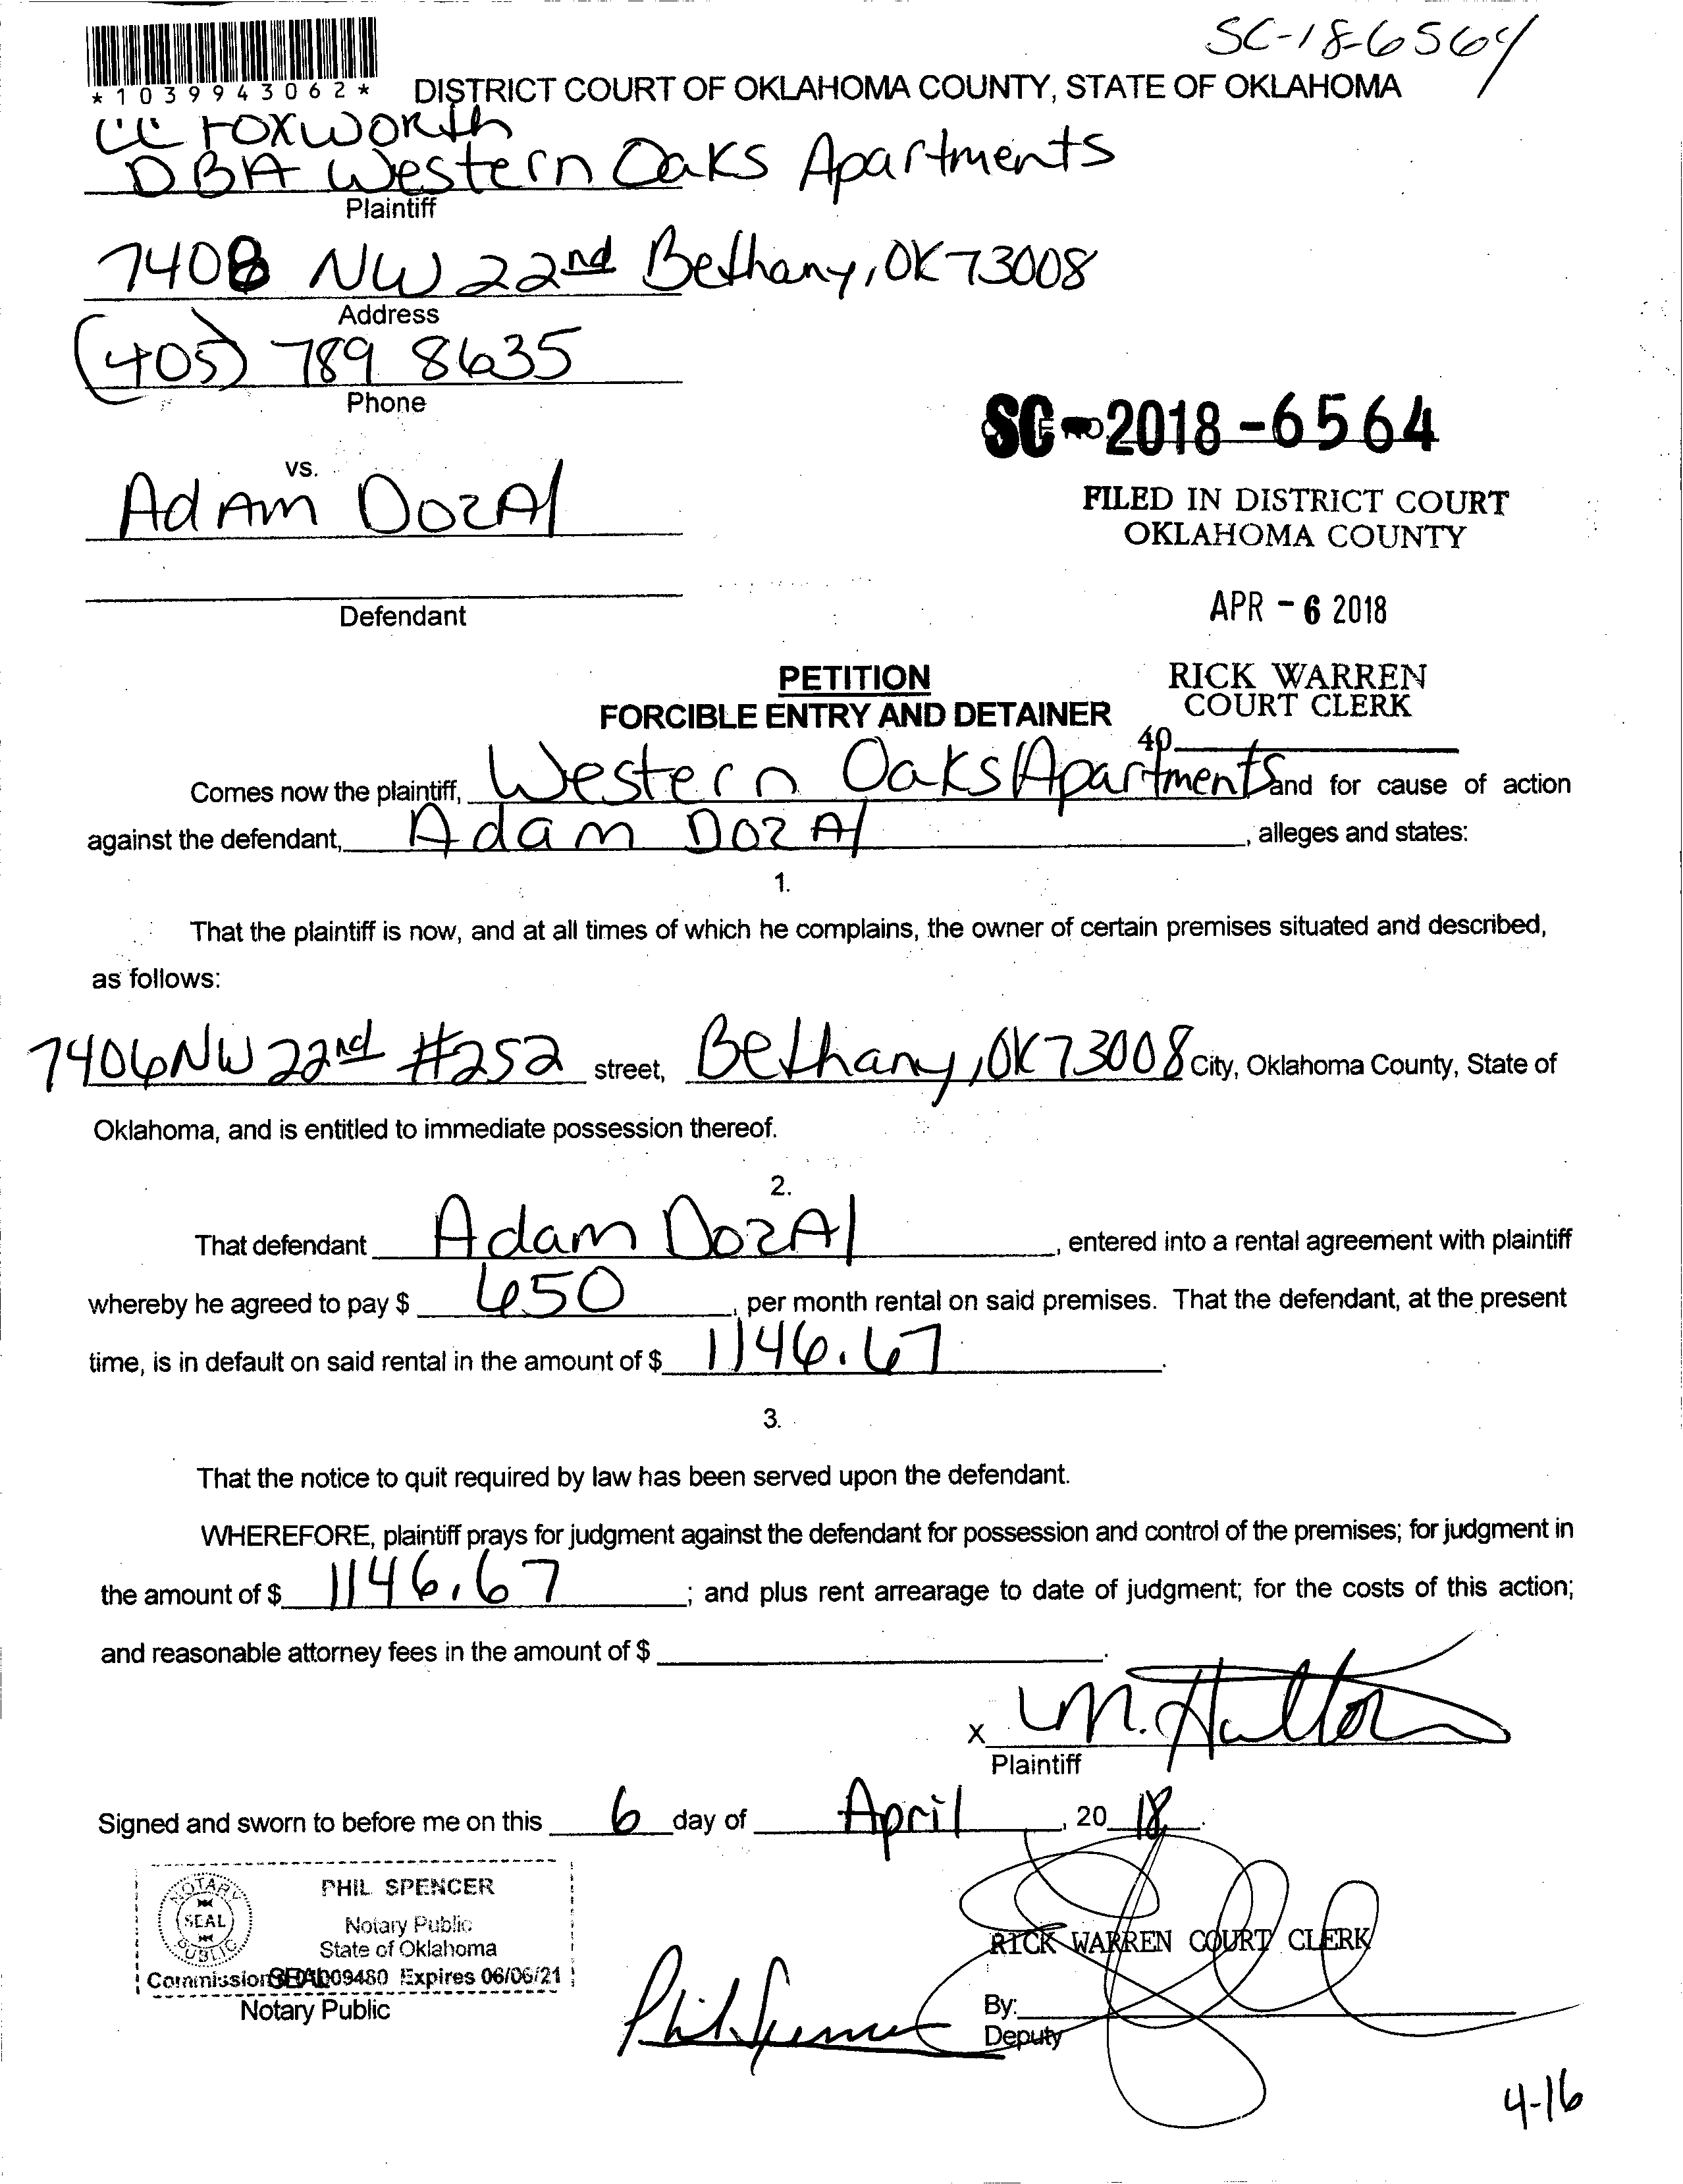 SC-18-6564
*1039943062*
DISTRICT COURT OF OKLAHOMA COUNTY, STATE OF OKLAHOMA
CC Foxworth
DBA Western Oaks Apartments
Plaintiff
7408 NW 22nd Bethany, OK 73008
Address
(405) 789 8635
Phone
SC-2018-6564
vs.
Adam Dozal
FILED IN DISTRICT COURT
OKLAHOMA COUNTY
Defendant
APR - 6 2018
PETITION
FORCIBLE ENTRY AND DETAINER
RICK WARREN
COURT CLERK
40
Comes now the plaintiff, Western Oaks Apartments and for cause of action
against the defendant, Adam Dozal, alleges and states:
1.
That the plaintiff is now, and at all times of which he complains, the owner of certain premises situated and described,
as follows:
7406 NW 22nd #252 street, Bethany, OK 73008 City, Oklahoma County, State of
Oklahoma, and is entitled to immediate possession thereof.
2.
That defendant Adam Dozal, entered into a rental agreement with plaintiff
whereby he agreed to pay $ 650, per month rental on said premises. That the defendant, at the present
time, is in default on said rental in the amount of $ 1146.67.
3.
That the notice to quit required by law has been served upon the defendant.
WHEREFORE, plaintiff prays for judgment against the defendant for possession and control of the premises; for judgment in
the amount of $ 1146.67; and plus rent arrearage to date of judgment; for the costs of this action;
and reasonable attorney fees in the amount of $.
X M. Hutton
Plaintiff
Signed and sworn to before me on this 6 day of April, 20 18.
NOTARY PUBLIC SEAL
PHIL SPENCER
Notary Public
State of Oklahoma
Commission 09480 Expires 06/06/21
SEAL
Notary Public
Phil Spencer
RICK WARREN COURT CLERK
By:
Deputy
4-16